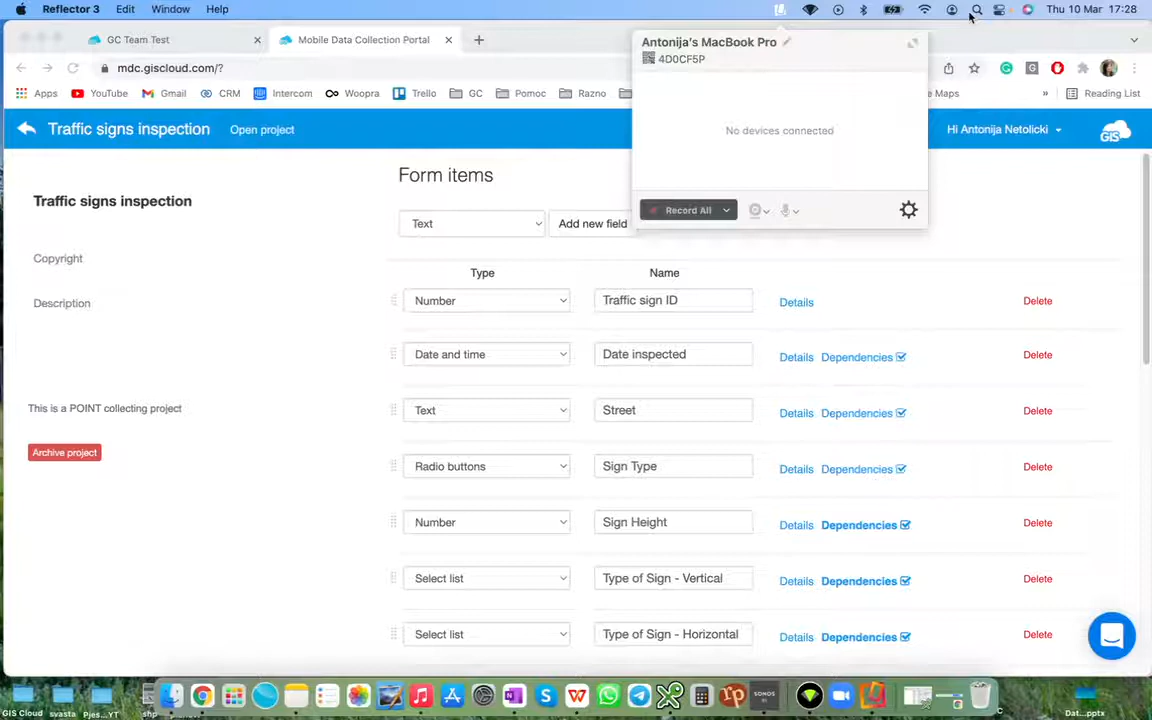 Reflector 3 Edit Window Help Thu 10 Mar 17:28
GC Team Test Mobile Data Collection Portal
mdc.giscloud.com/?
Apps YouTube Gmail CRM Intercom Woopra Trello GC Pomoc Razno e Maps » Reading List
Antonija's MacBook Pro
4D0CF5P
No devices connected
Record All
Traffic signs inspection Open project Hi Antonija Netolicki GIS
Traffic signs inspection
Copyright
Description
This is a POINT collecting project
Archive project
Form items
Text Add new field
Type Name
Number Traffic sign ID Details Delete
Date and time Date inspected Details Dependencies Delete
Text Street Details Dependencies Delete
Radio buttons Sign Type Details Dependencies Delete
Number Sign Height Details Dependencies Delete
Select list Type of Sign - Vertical Details Dependencies Delete
Select list Type of Sign - Horizontal Details Dependencies Delete
SONOS
GIS Cloud svasta Pjes...YT shp Dat...pptx